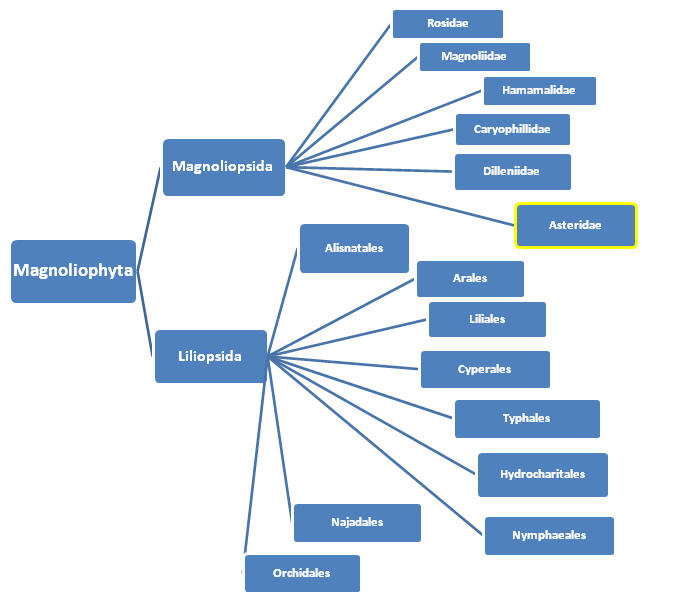 Rosidae
Magnoliidae
Hamamalidae
Caryophillidae
Magnoliopsida
Dilleniidae
Asteridae
Alisnatales
Magnoliophyta
Arales
Liliales
Liliopsida
Cyperales
Typhales
Hydrocharitales
Najadales
Nymphaeales
Orchidales